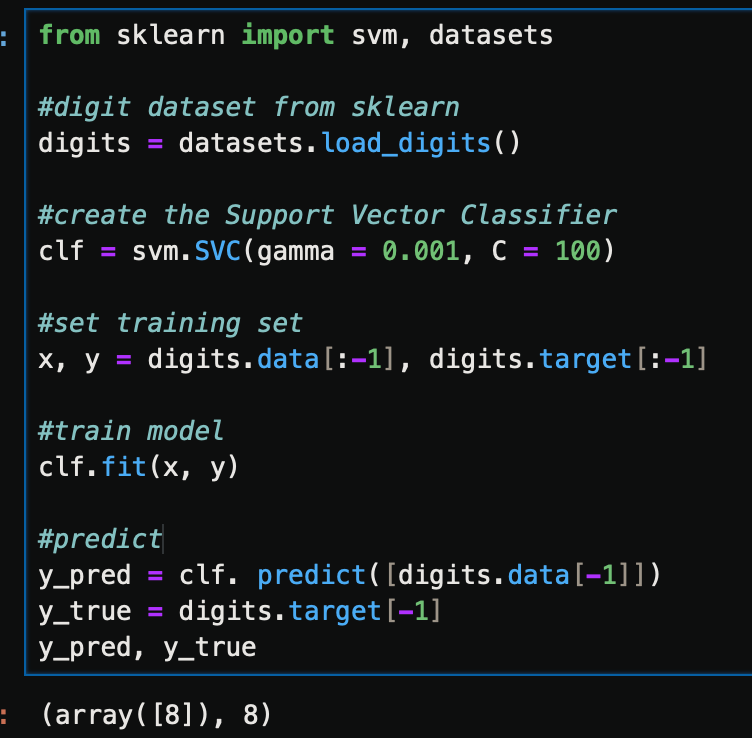 :
from sklearn import svm, datasets
#digit dataset from sklearn
digits = datasets.load_digits()
#create the Support Vector Classifier
clf = svm.SVC(gamma = 0.001, C = 100)
#set training set
x, y = digits.data[:-1], digits.target[:-1]
#train model
clf.fit(x, y)
#predict
y_pred = clf. predict([digits.data[-1]])
y_true = digits.target[-1]
y_pred, y_true
: (array([8]), 8)